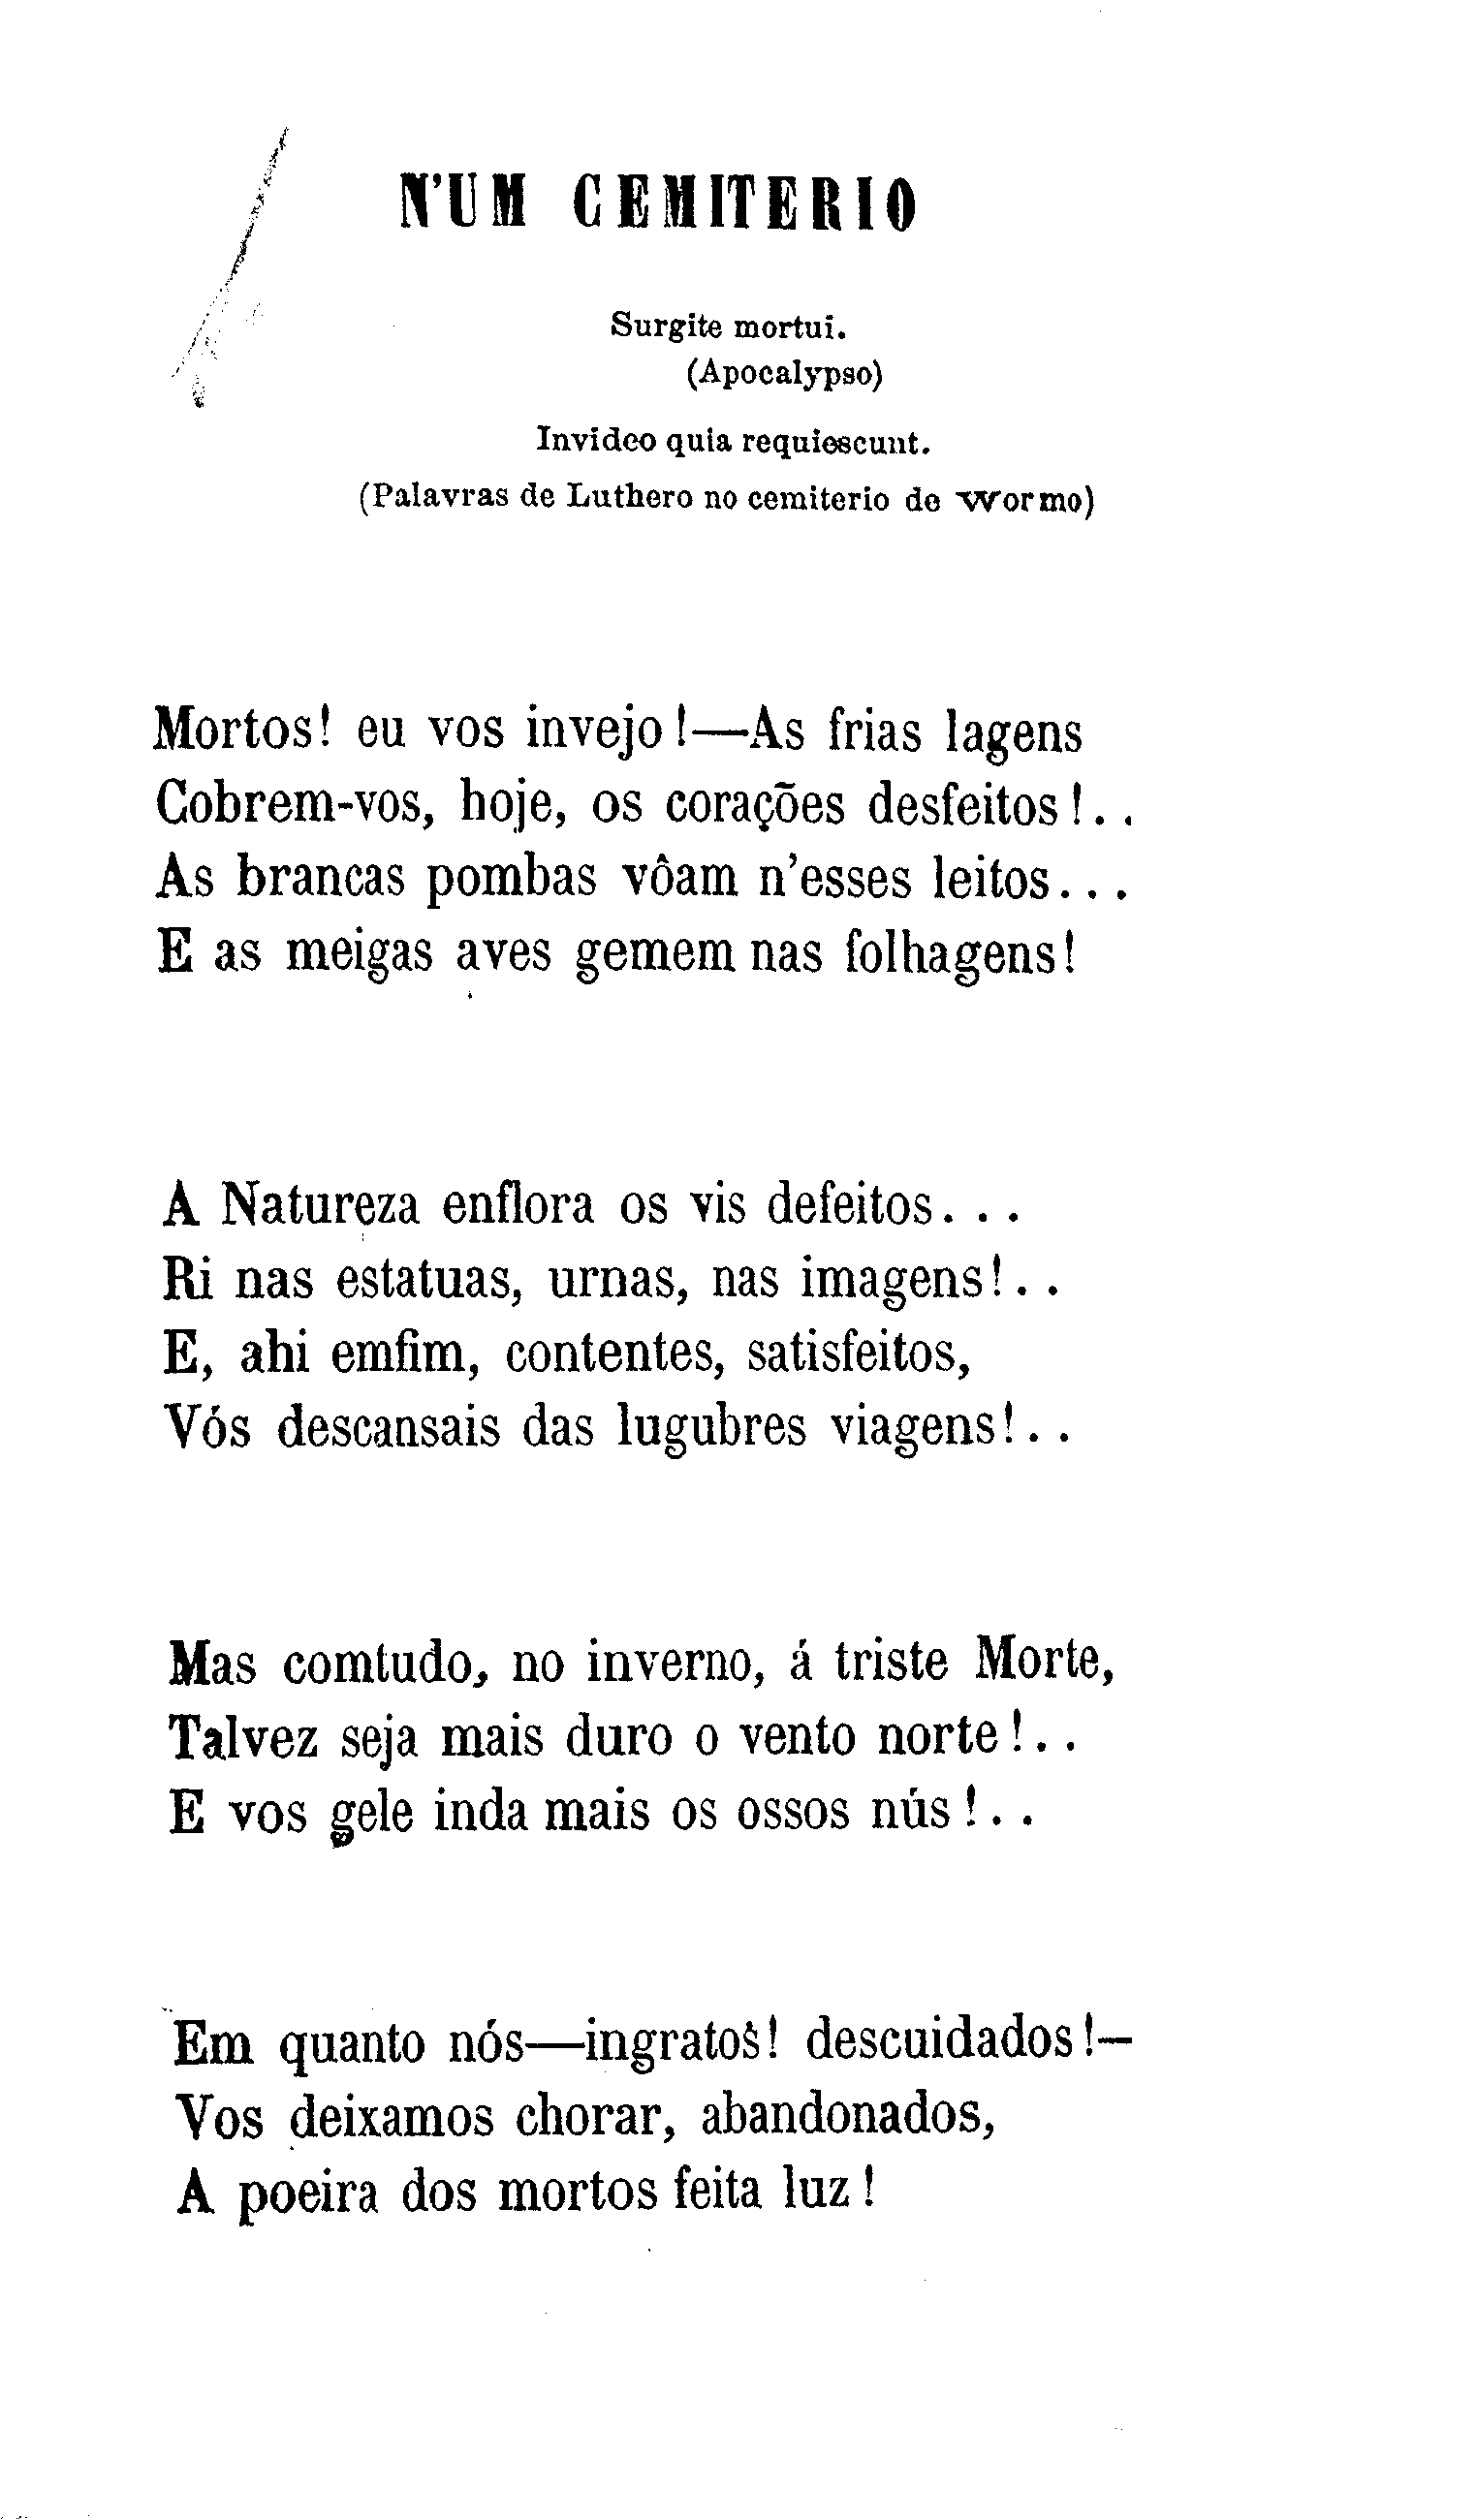 N'UM CEMITERIO
Surgite mortui.
(Apocalypso)
Invideo quia requiescunt.
(Palavras de Luthero no cemiterio de Wormo)
Mortos! eu vos invejo!—As frias lagens
Cobrem-vos, hoje, os corações desfeitos!..
As brancas pombas vôam n'esses leitos...
E as meigas aves gemem nas folhagens!
A Natureza enflora os vis defeitos...
Ri nas estatuas, urnas, nas imagens!..
E, ahi emfim, contentes, satisfeitos,
Vós descansais das lugubres viagens!..
Mas comtudo, no inverno, á triste Morte,
Talvez seja mais duro o vento norte!..
E vos gele inda mais os ossos nús!..
Em quanto nós—ingratos! descuidados!—
Vos deixamos chorar, abandonados,
A poeira dos mortos feita luz!